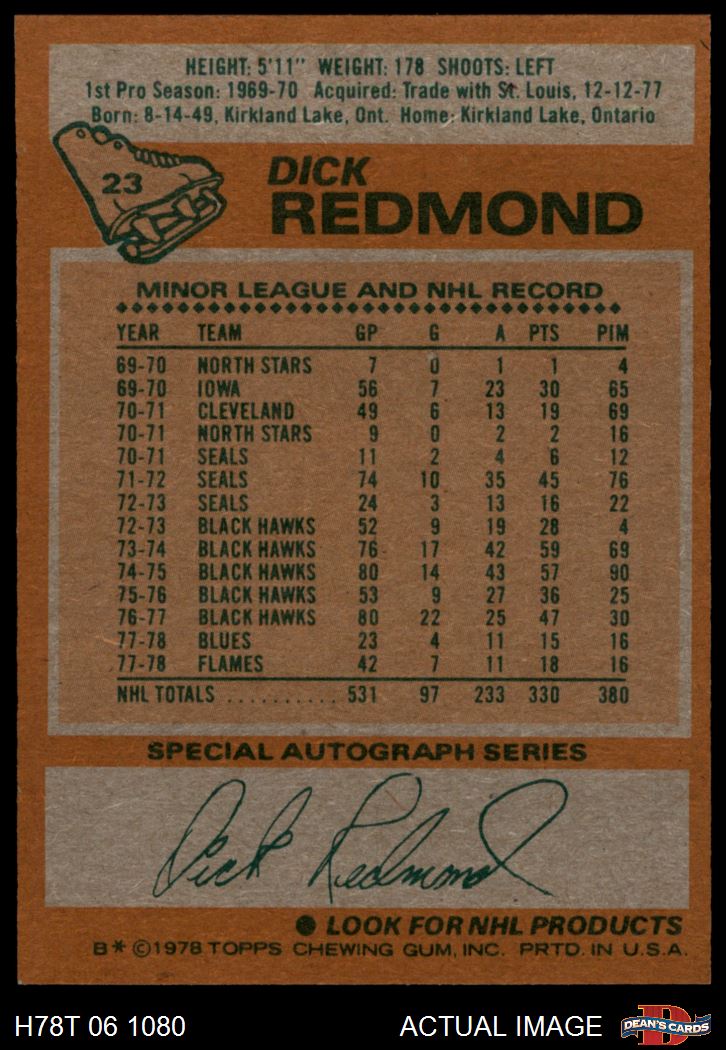 HEIGHT: 5'11" WEIGHT: 178 SHOOTS: LEFT
1st Pro Season: 1969-70 Acquired: Trade with St. Louis, 12-12-77
Born: 8-14-49, Kirkland Lake, Ont. Home: Kirkland Lake, Ontario
23
DICK
REDMOND
MINOR LEAGUE AND NHL RECORD
YEAR TEAM GP G A PTS PIM
69-70 NORTH STARS 7 0 1 1 4
69-70 IOWA 56 7 23 30 65
70-71 CLEVELAND 49 6 13 19 69
70-71 NORTH STARS 9 0 2 2 16
70-71 SEALS 11 2 4 6 12
71-72 SEALS 74 10 35 45 76
72-73 SEALS 24 3 13 16 22
72-73 BLACK HAWKS 52 9 19 28 4
73-74 BLACK HAWKS 76 17 42 59 69
74-75 BLACK HAWKS 80 14 43 57 90
75-76 BLACK HAWKS 53 9 27 36 25
76-77 BLACK HAWKS 80 22 25 47 30
77-78 BLUES 23 4 11 15 16
77-78 FLAMES 42 7 11 18 16
NHL TOTALS .......... 531 97 233 330 380
SPECIAL AUTOGRAPH SERIES
Dick Redmond
● LOOK FOR NHL PRODUCTS
B* ©1978 TOPPS CHEWING GUM, INC. PRTD. IN U.S.A.
H78T 06 1080 ACTUAL IMAGE D DEAN'S CARDS